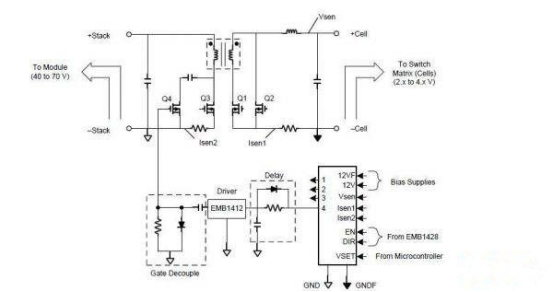 Vsen
+Stack
+Cell
To Module
(40 to 70 V)
To Switch
Matrix (Cells)
(2.x to 4.x V)
Q4
Q3
Q1
Q2
–Stack
–Cell
Isen2
Isen1
Delay
Driver
EMB1412
Gate Decouple
1
2
3
4
12VF
12V
Vsen
Isen1
Isen2
EN
DIR
VSET
Bias Supplies
From EMB1428
From Microcontroller
GND
GNDF